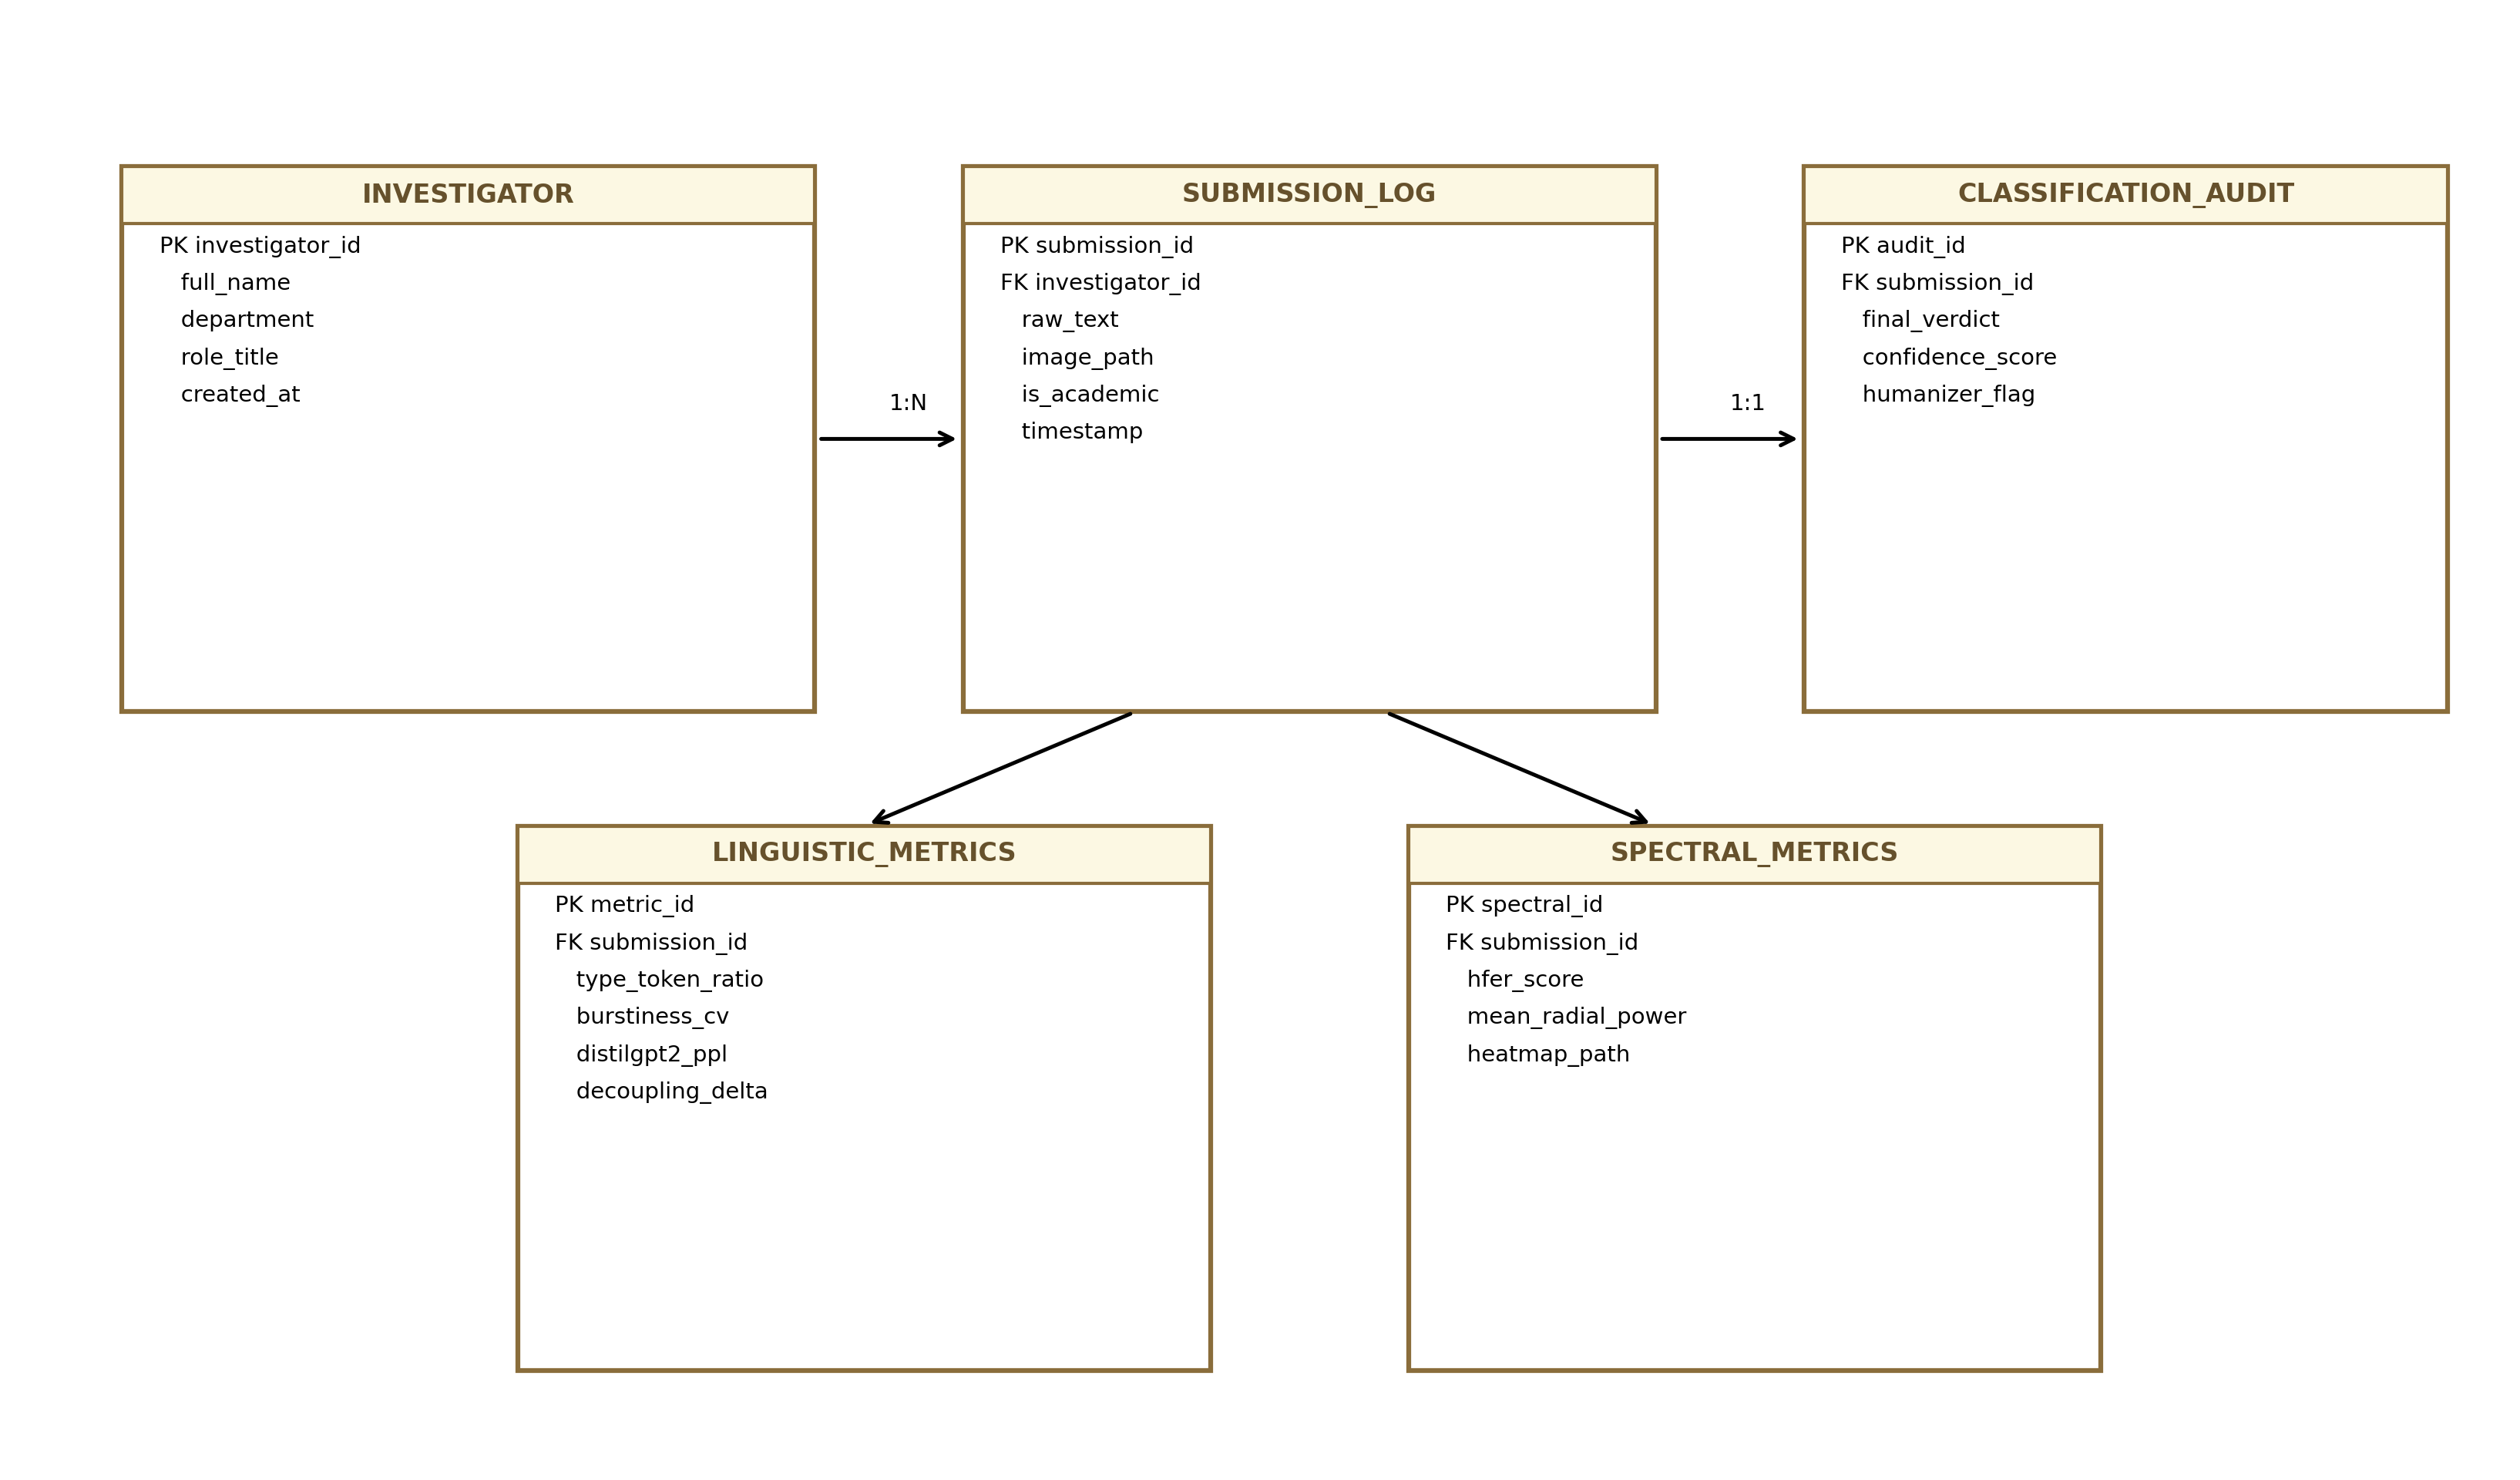 INVESTIGATOR
PK investigator_id
full_name
department
role_title
created_at
1:N
SUBMISSION_LOG
PK submission_id
FK investigator_id
raw_text
image_path
is_academic
timestamp
1:1
CLASSIFICATION_AUDIT
PK audit_id
FK submission_id
final_verdict
confidence_score
humanizer_flag
LINGUISTIC_METRICS
PK metric_id
FK submission_id
type_token_ratio
burstiness_cv
distilgpt2_ppl
decoupling_delta
SPECTRAL_METRICS
PK spectral_id
FK submission_id
hfer_score
mean_radial_power
heatmap_path